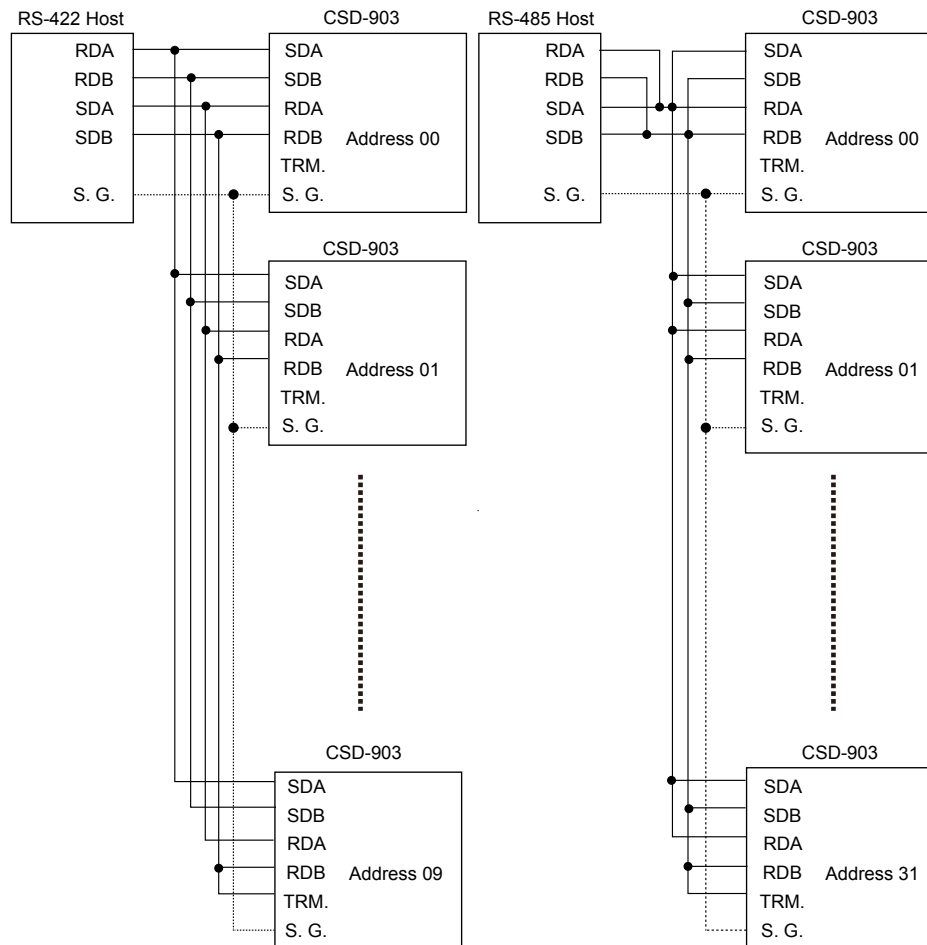 RS-422 Host
RDA
RDB
SDA
SDB
S. G.
CSD-903
SDA
SDB
RDA
RDB Address 00
TRM.
S. G.
CSD-903
SDA
SDB
RDA
RDB Address 01
TRM.
S. G.
CSD-903
SDA
SDB
RDA
RDB Address 09
TRM.
S. G.
RS-485 Host
RDA
RDB
SDA
SDB
S. G.
CSD-903
SDA
SDB
RDA
RDB Address 00
TRM.
S. G.
CSD-903
SDA
SDB
RDA
RDB Address 01
TRM.
S. G.
CSD-903
SDA
SDB
RDA
RDB Address 31
TRM.
S. G.